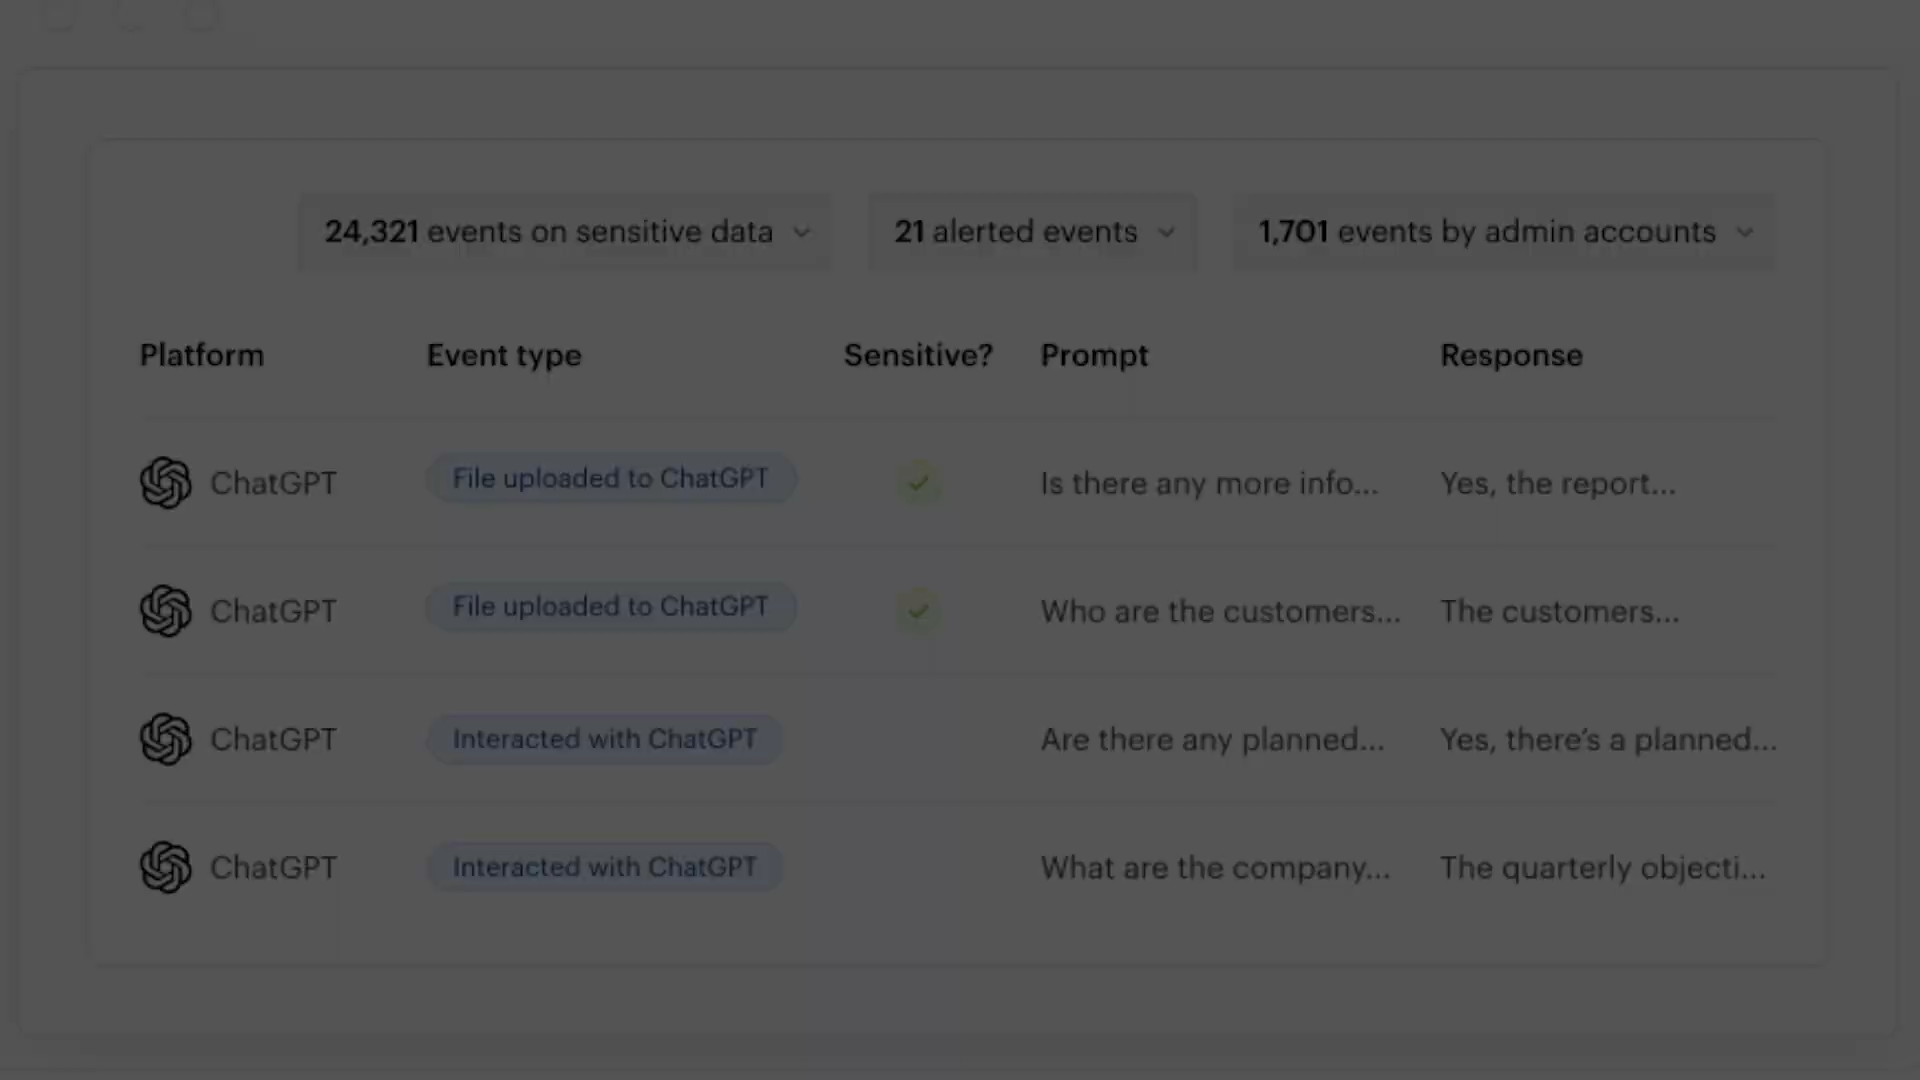 24,321 events on sensitive data 21 alerted events 1,701 events by admin accounts
Platform Event type Sensitive? Prompt Response
ChatGPT File uploaded to ChatGPT Is there any more info... Yes, the report...
ChatGPT File uploaded to ChatGPT Who are the customers... The customers...
ChatGPT Interacted with ChatGPT Are there any planned... Yes, there's a planned...
ChatGPT Interacted with ChatGPT What are the company... The quarterly objecti...